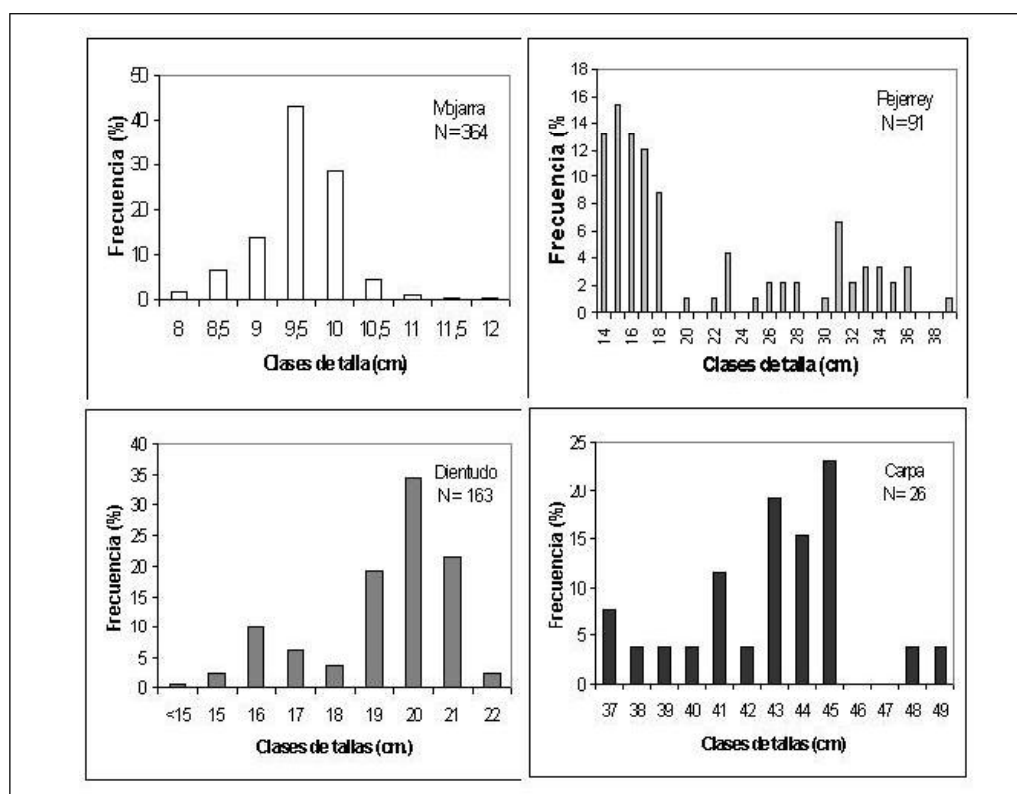 Mojarra
N=364
Frecuencia (%)
50
40
30
20
10
0
8 8,5 9 9,5 10 10,5 11 11,5 12
Clases de talla (cm)
Pejerrey
N=91
Frecuencia (%
18
16
14
12
10
8
6
4
2
0
14 16 18 20 22 24 26 28 30 32 34 36 38
Clases de talla (cm.)
Dientudo
N= 163
Frecuencia (%)
40
35
30
25
20
15
10
5
0
<15 15 16 17 18 19 20 21 22
Clases de tallas (cm.)
Carpa
N= 26
Frecuencia (%)
25
20
15
10
5
0
37 38 39 40 41 42 43 44 45 46 47 48 49
Clases de tallas (cm)